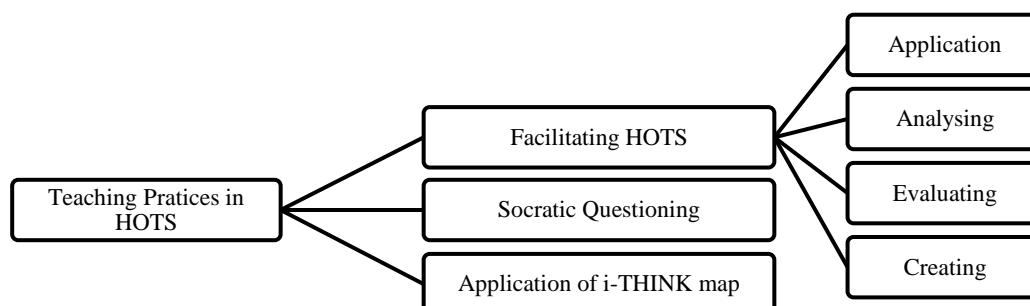 Teaching Pratices in
HOTS
Facilitating HOTS
Socratic Questioning
Application of i-THINK map
Application
Analysing
Evaluating
Creating